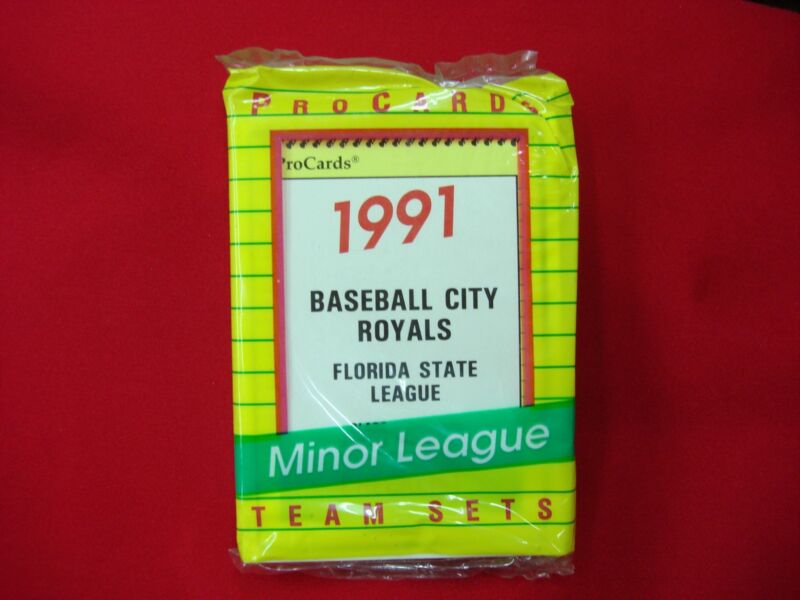 PROCARDS
ProCards®
1991
BASEBALL CITY
ROYALS
FLORIDA STATE
LEAGUE
Minor League
TEAM SETS